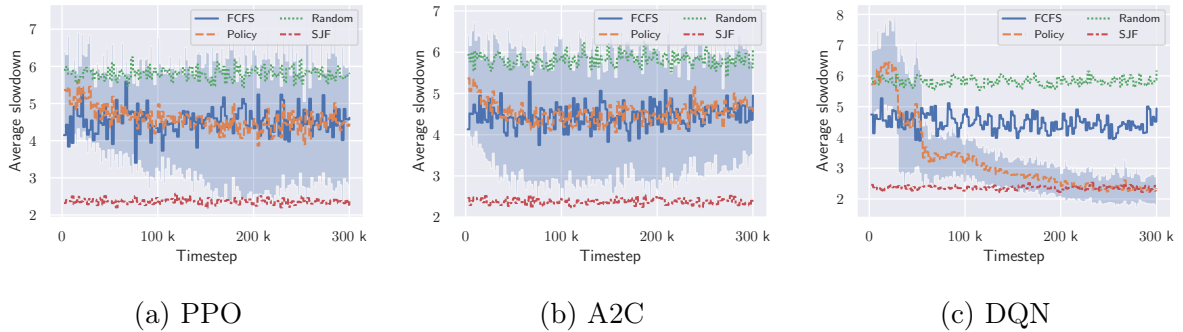 FCFS Random
Policy SJF
Average slowdown
7
6
5
4
3
2
0 100 k 200 k 300 k
Timestep
(a) PPO
FCFS Random
Policy SJF
Average slowdown
7
6
5
4
3
2
0 100 k 200 k 300 k
Timestep
(b) A2C
FCFS Random
Policy SJF
Average slowdown
8
7
6
5
4
3
2
0 100 k 200 k 300 k
Timestep
(c) DQN